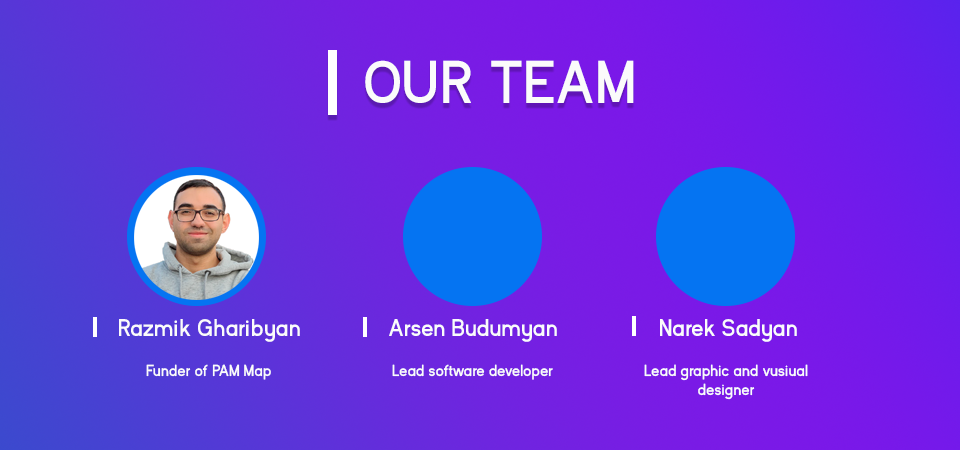 OUR TEAM
Razmik Gharibyan
Arsen Budumyan
Narek Sadyan
Funder of PAM Map
Lead software developer
Lead graphic and vusiual
designer